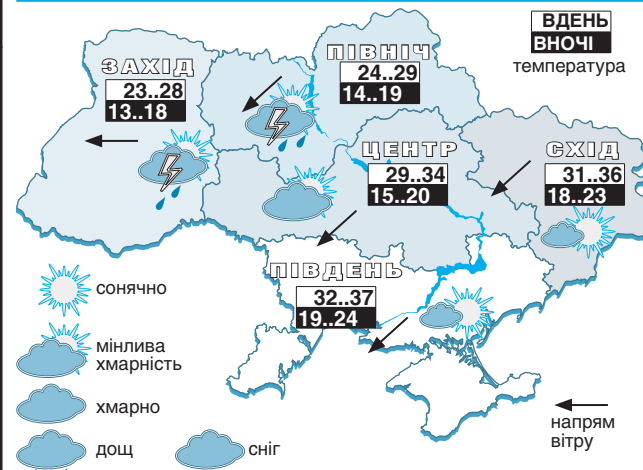 ВДЕНЬ
ВНОЧІ
температура
ЗАХІД
23..28
13..18
ПІВНІЧ
24..29
14..19
ЦЕНТР
29..34
15..20
СХІД
31..36
18..23
ПІВДЕНЬ
32..37
19..24
сонячно
мінлива
хмарність
хмарно
дощ
сніг
напрям
вітру